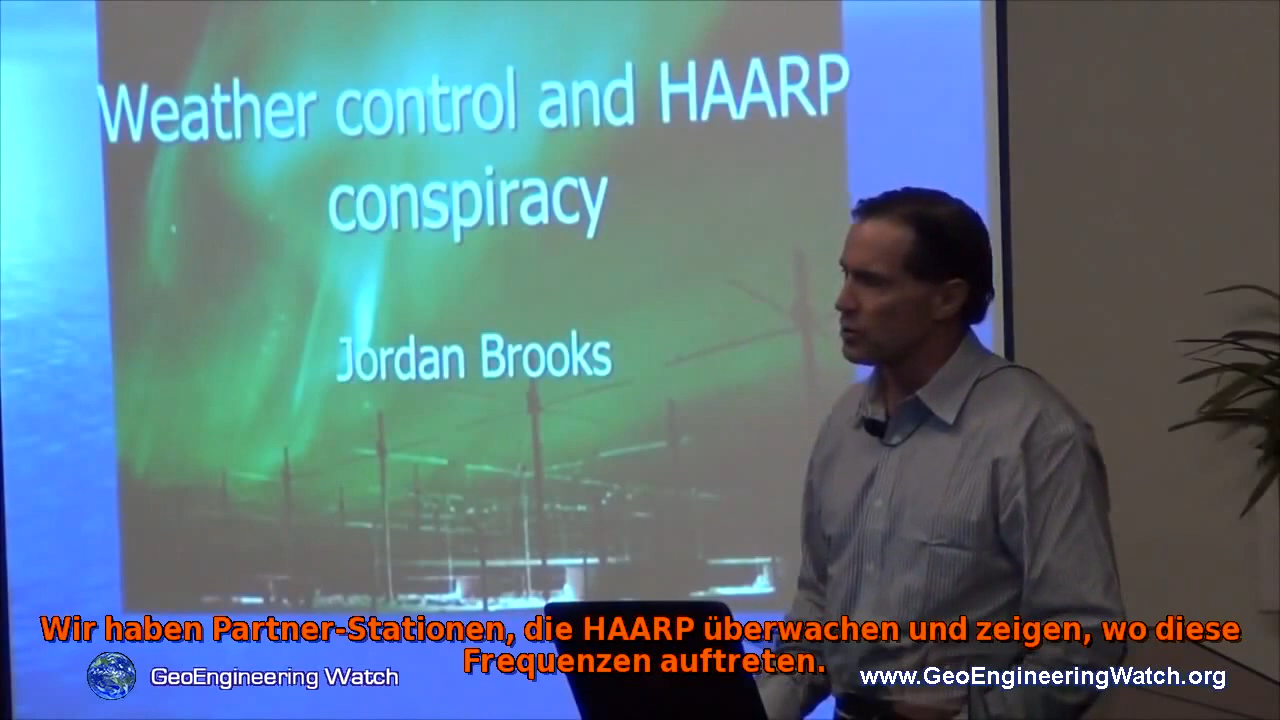 Weather control and HAARP
conspiracy
Jordan Brooks
Wir haben Partner-Stationen, die HAARP überwachen und zeigen, wo diese
Frequenzen auftreten.
GeoEngineering Watch
www.GeoEngineeringWatch.org